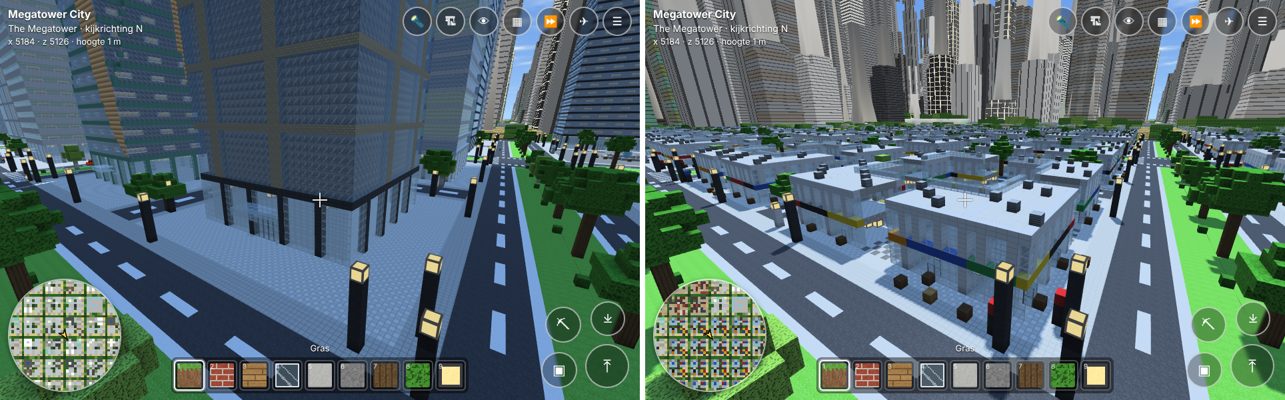 Megatower City
The Megatower · kijkrichting N
x 5184 · z 5126 · hoogte 1 m
Gras
Megatower City
The Megatower · kijkrichting N
x 5184 · z 5126 · hoogte 1 m
Gras